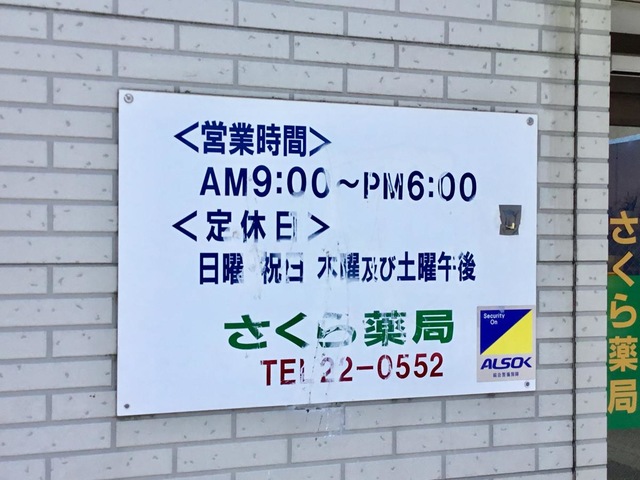 <営業時間>
AM9:00～PM6:00
<定休日>
日曜 祝日 木曜及び土曜午後
さくら薬局
TEL22-0552
Security
On
ALSOK
さくら薬局